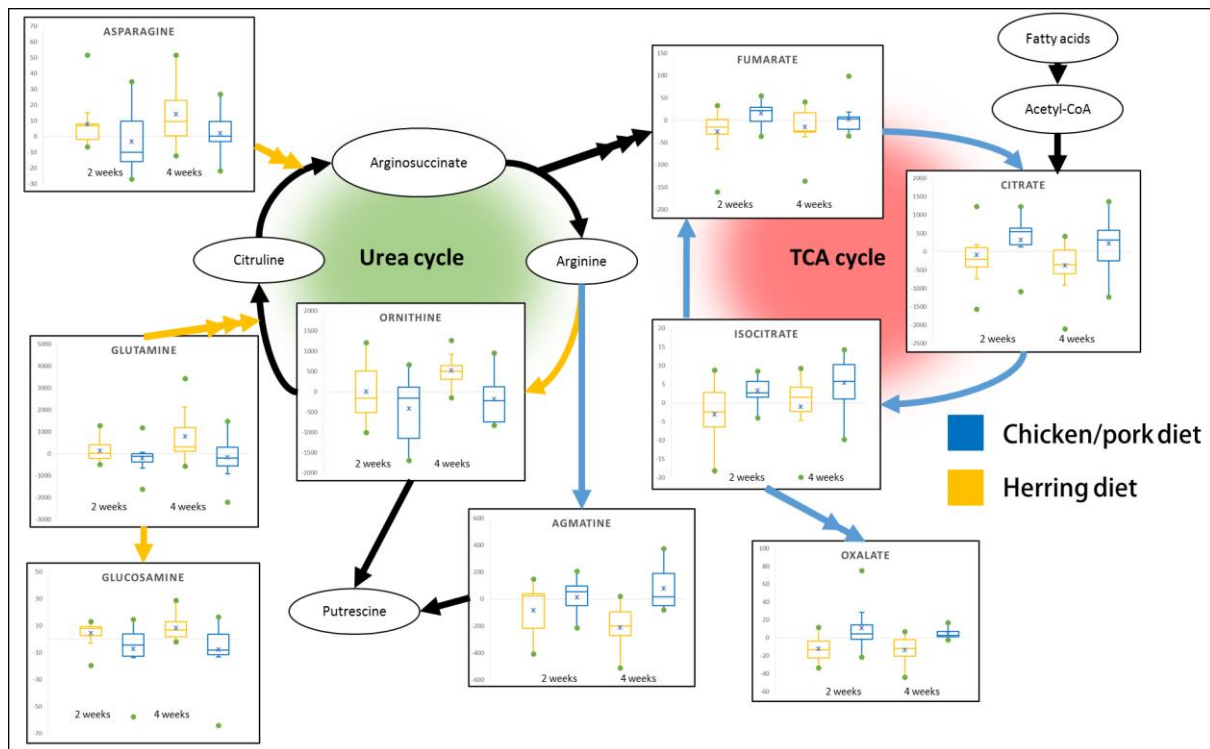 ASPARAGINE
70
60
50
40
30
20
10
0
-10
-20
-30
2 weeks
4 weeks
Arginosuccinate
Citruline
Urea cycle
Arginine
FUMARATE
150
100
50
0
-50
-100
-150
-200
2 weeks
4 weeks
Fatty acids
Acetyl-CoA
TCA cycle
CITRATE
2000
1500
1000
500
0
-500
-1000
-1500
-2000
-2500
2 weeks
4 weeks
GLUTAMINE
5000
4000
3000
2000
1000
0
-1000
-2000
-3000
2 weeks
4 weeks
ORNITHINE
2000
1500
1000
500
0
-500
-1000
-1500
-2000
2 weeks
4 weeks
ISOCITRATE
20
15
10
5
0
-5
-10
-15
-20
2 weeks
4 weeks
Chicken/pork diet
Herring diet
GLUCOSAMINE
50
30
10
-10
-30
-50
-70
2 weeks
4 weeks
Putrescine
AGMATINE
600
400
200
0
-200
-400
-600
2 weeks
4 weeks
OXALATE
100
80
60
40
20
0
-20
-40
-60
2 weeks
4 weeks